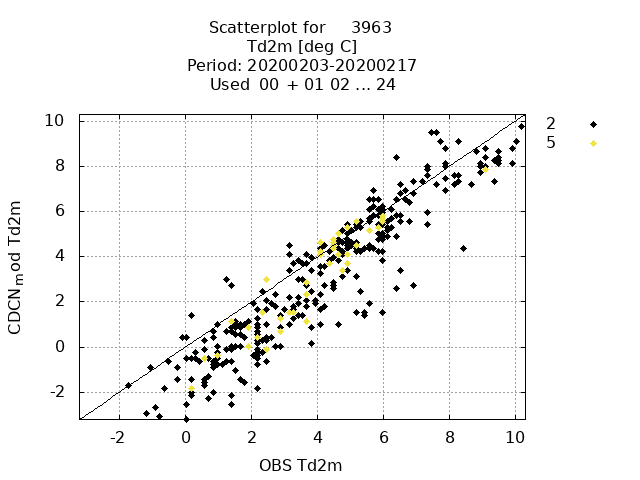 Scatterplot for 3963
Td2m [deg C]
Period: 20200203-20200217
Used 00 + 01 02 ... 24
10
8
6
4
2
0
-2
CDCN_mod Td2m
-2
0
2
4
6
8
10
OBS Td2m
2
5